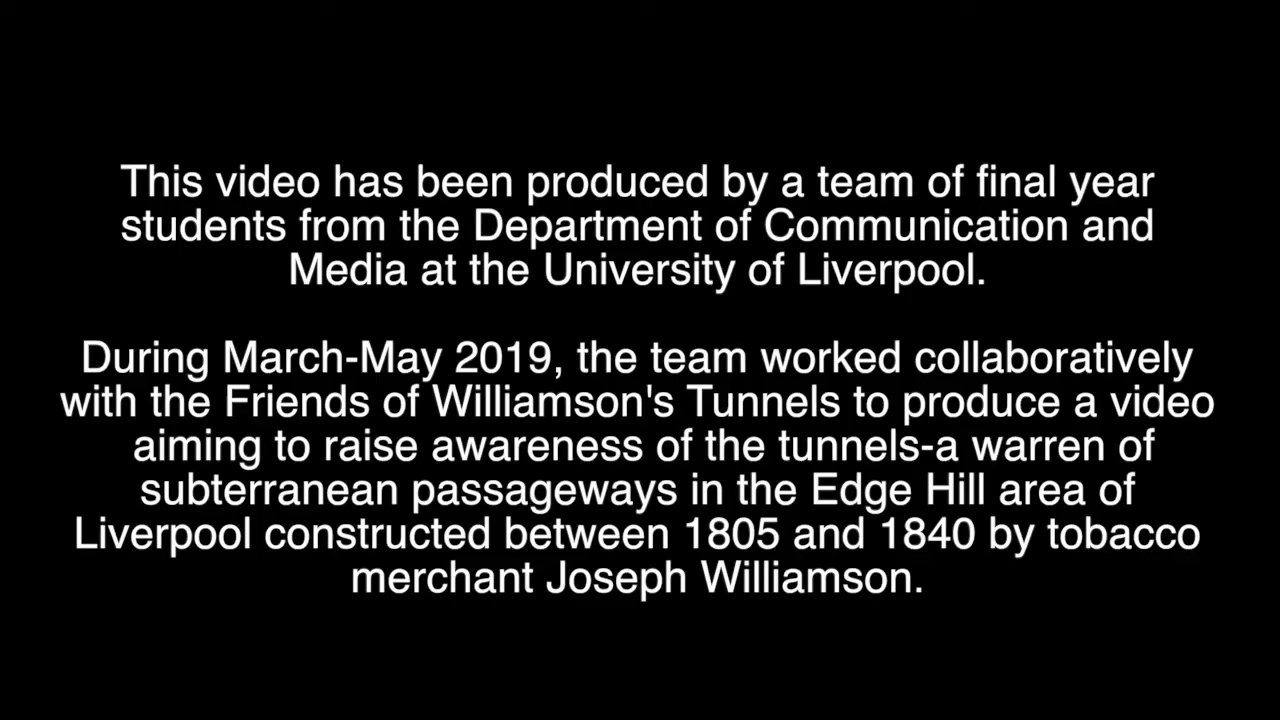 This video has been produced by a team of final year
students from the Department of Communication and
Media at the University of Liverpool.
During March-May 2019, the team worked collaboratively
with the Friends of Williamson's Tunnels to produce a video
aiming to raise awareness of the tunnels-a warren of
subterranean passageways in the Edge Hill area of
Liverpool constructed between 1805 and 1840 by tobacco
merchant Joseph Williamson.